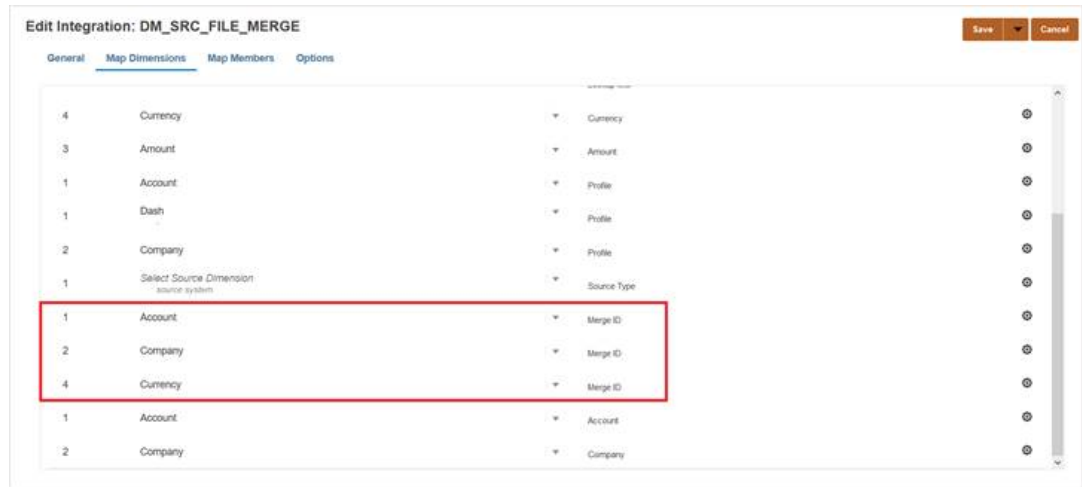 Edit Integration: DM_SRC_FILE_MERGE
Save Cancel
General Map Dimensions Map Members Options
4 Currency Currency
3 Amount Amount
1 Account Profile
1 Dash Profile
2 Company Profile
1 Select Source Dimension Source Type
source system
1 Account Merge ID
2 Company Merge ID
4 Currency Merge ID
1 Account Account
2 Company Company